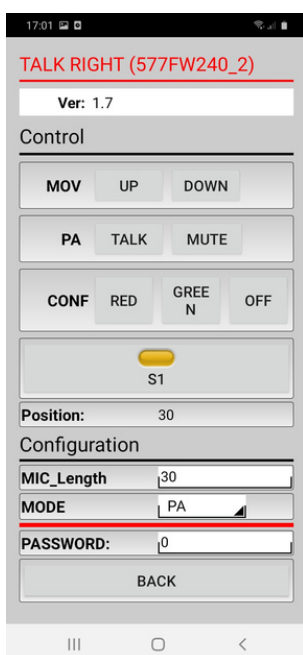 17:01
TALK RIGHT (577FW240_2)
Ver: 1.7
Control
MOV UP DOWN
PA TALK MUTE
CONF RED GREE OFF
N
S1
Position: 30
Configuration
MIC_Length 30
MODE PA
PASSWORD: 0
BACK